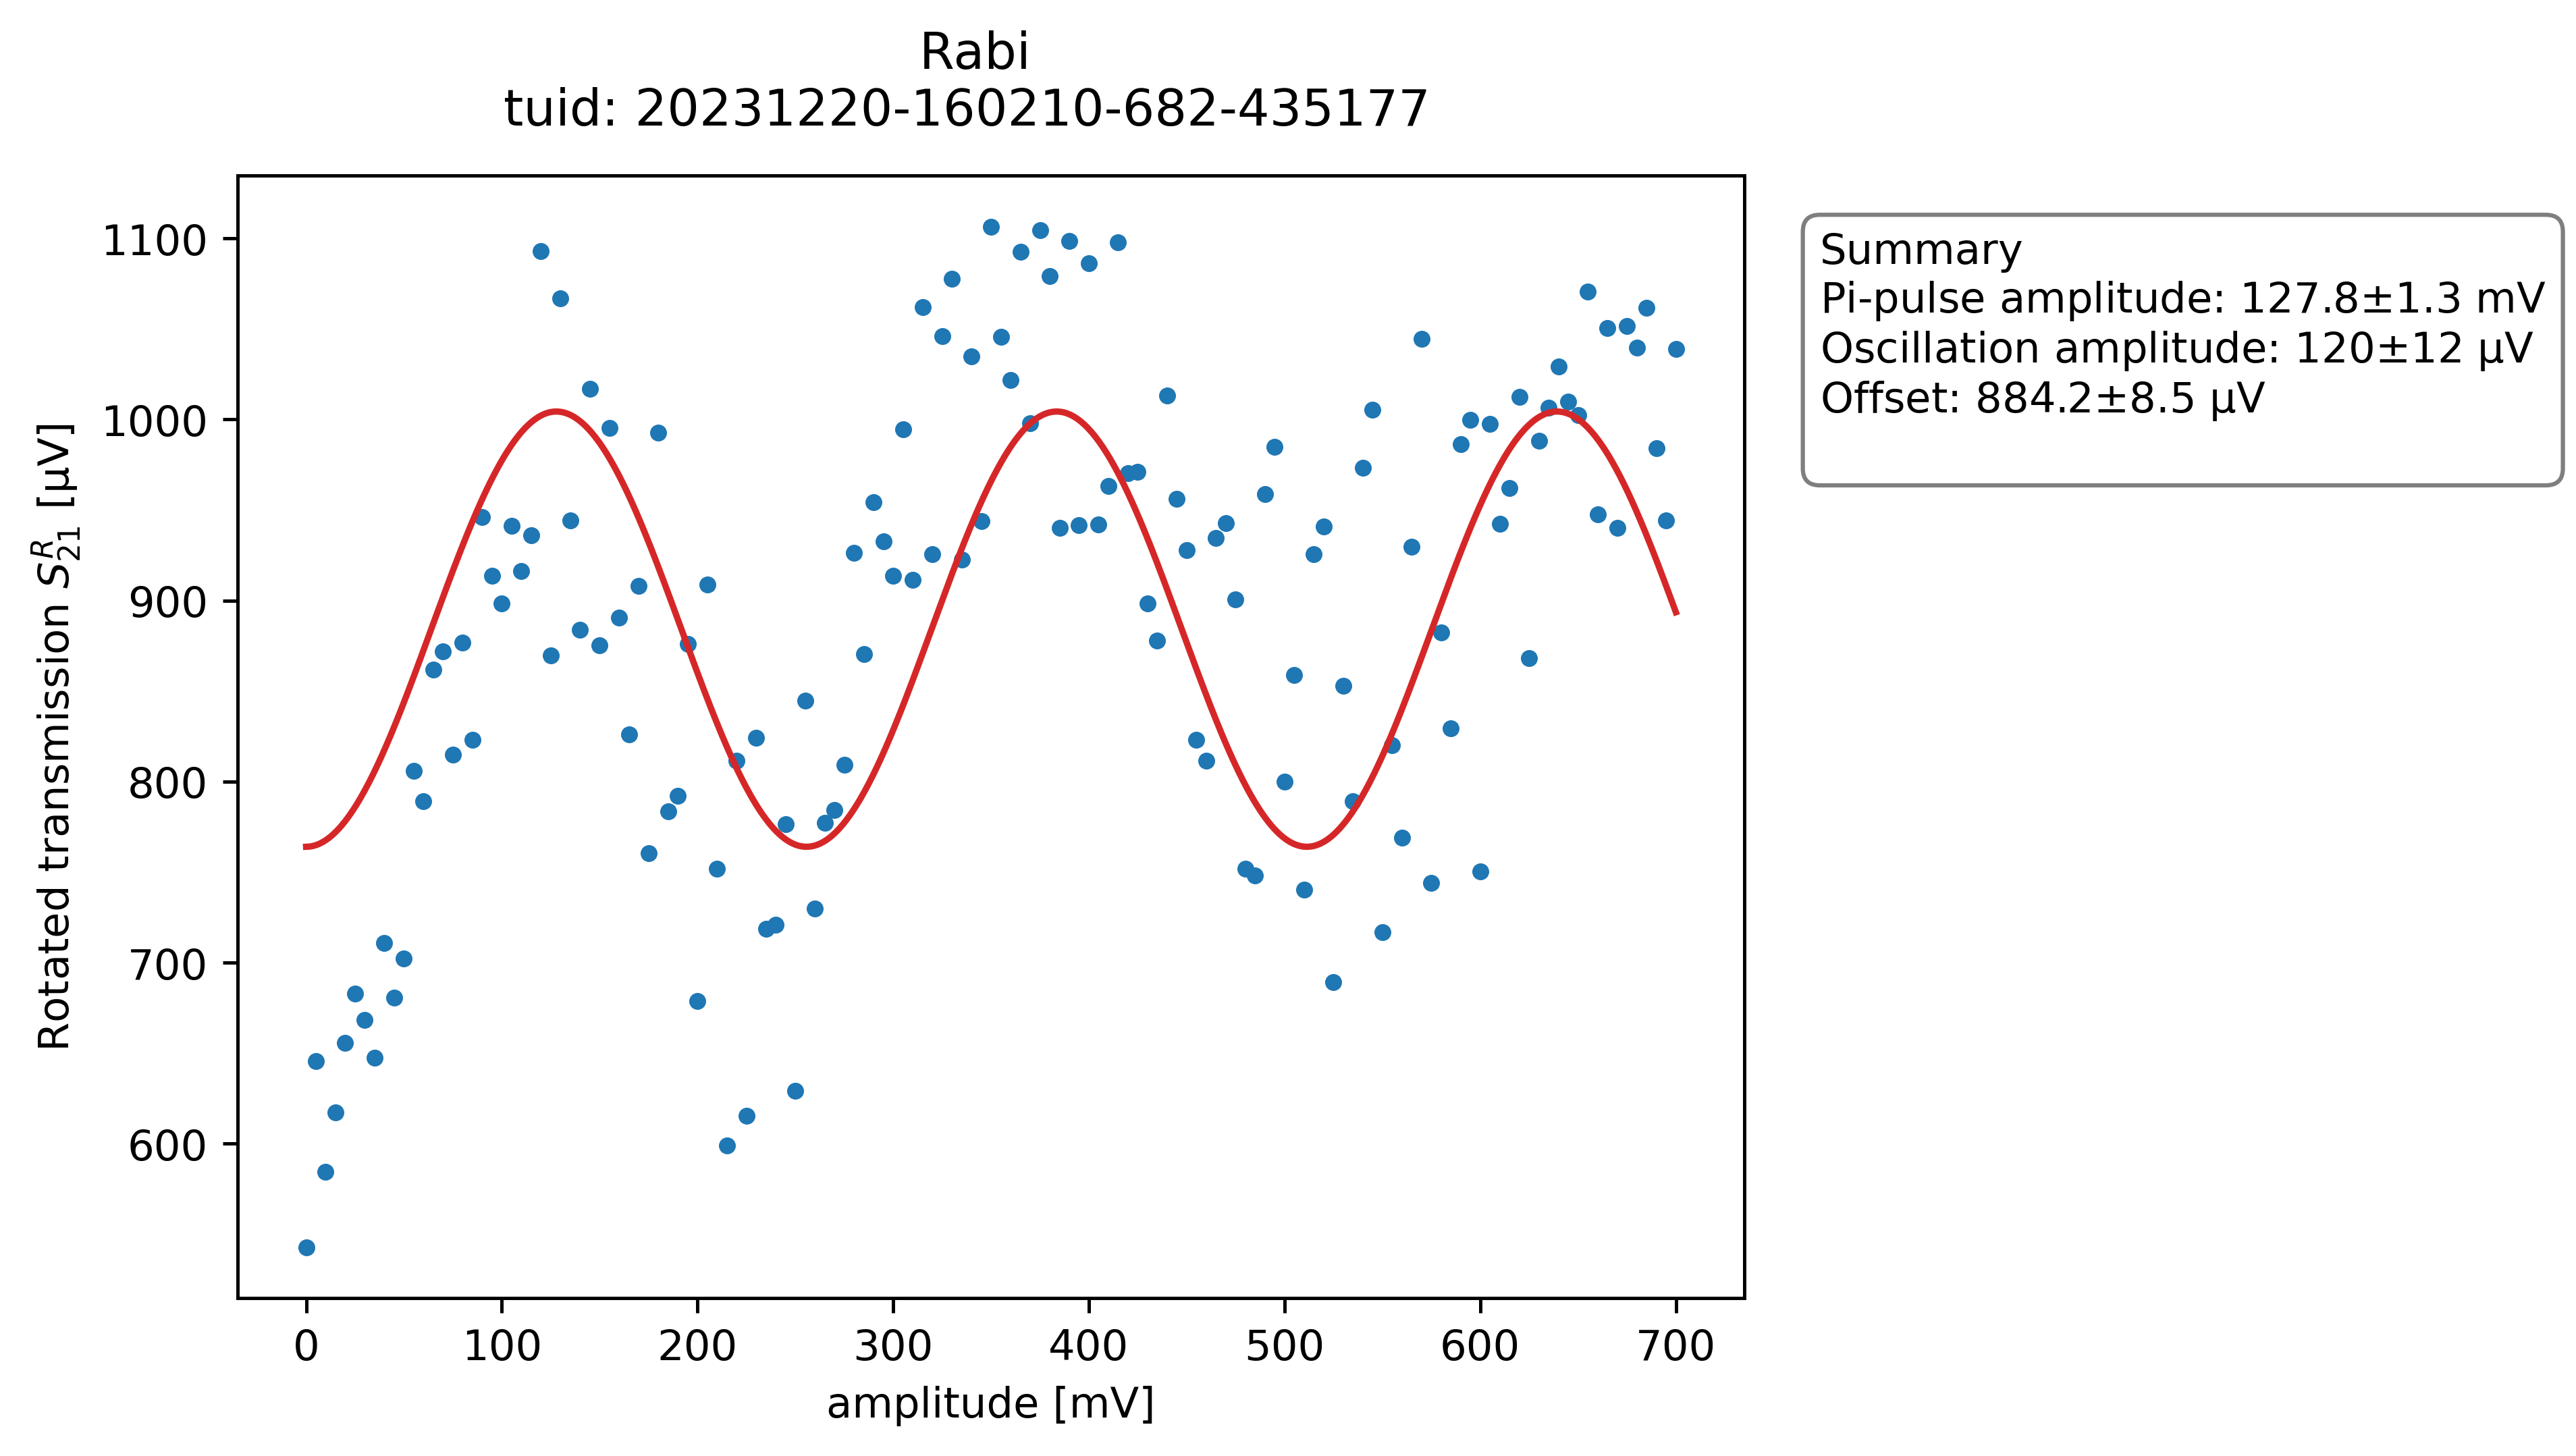 Rabi
tuid: 20231220-160210-682-435177
Rotated transmission $S_{21}^{R}$ [µV]
1100
1000
900
800
700
600
0 100 200 300 400 500 600 700
amplitude [mV]
Summary
Pi-pulse amplitude: 127.8±1.3 mV
Oscillation amplitude: 120±12 µV
Offset: 884.2±8.5 µV